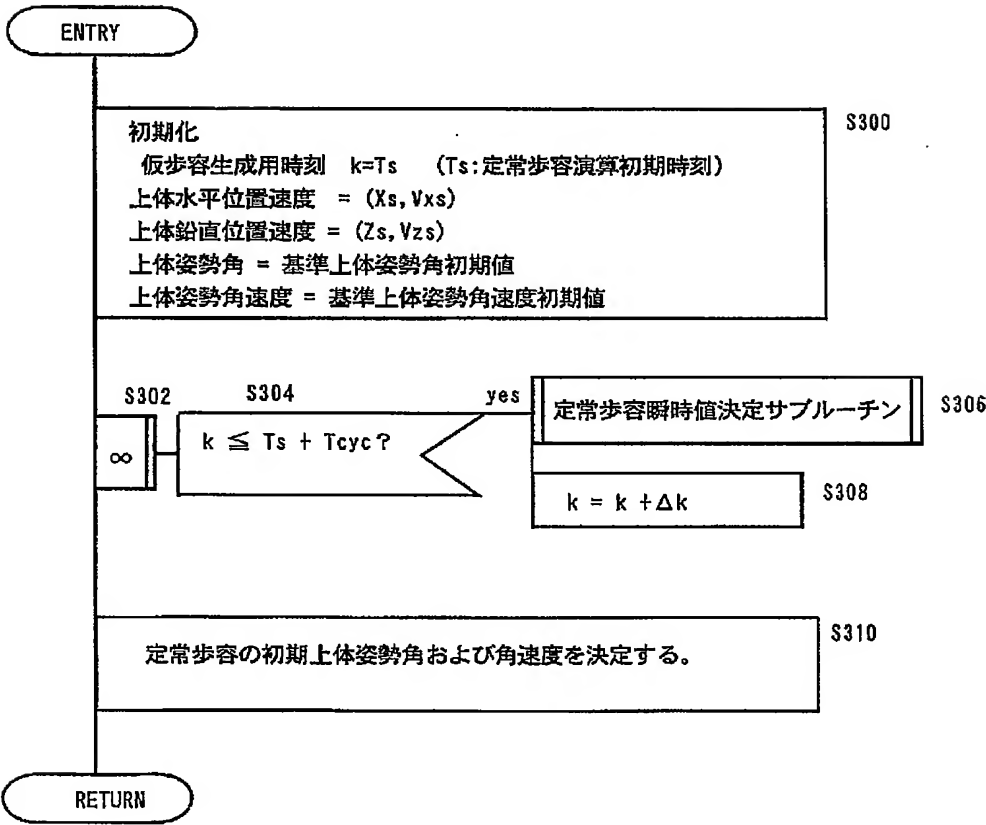 ENTRY
S300
初期化
仮歩容生成用時刻 k=Ts (Ts:定常歩容演算初期時刻)
上体水平位置速度 = (Xs,Vxs)
上体鉛直位置速度 = (Zs,Vzs)
上体姿勢角 = 基準上体姿勢角初期値
上体姿勢角速度 = 基準上体姿勢角速度初期値
S302
∞
S304
k ≦ Ts + Tcyc?
yes
定常歩容瞬時値決定サブルーチン
S306
k = k +Δk
S308
S310
定常歩容の初期上体姿勢角および角速度を決定する。
RETURN